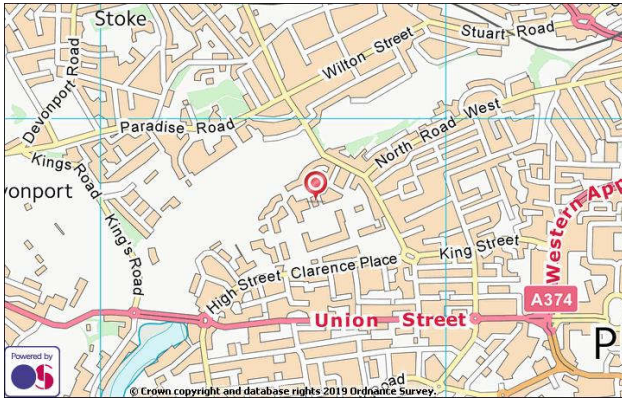 Stoke
Stuart Road
Wilton Street
Devonport Road
Paradise Road
North Road West
Kings Road
vonport
Western App
King's Road
King Street
High Street
Clarence Place
A374
Union Street
P
Powered by
OS
oad
© Crown copyright and database rights 2019 Ordnance Survey.